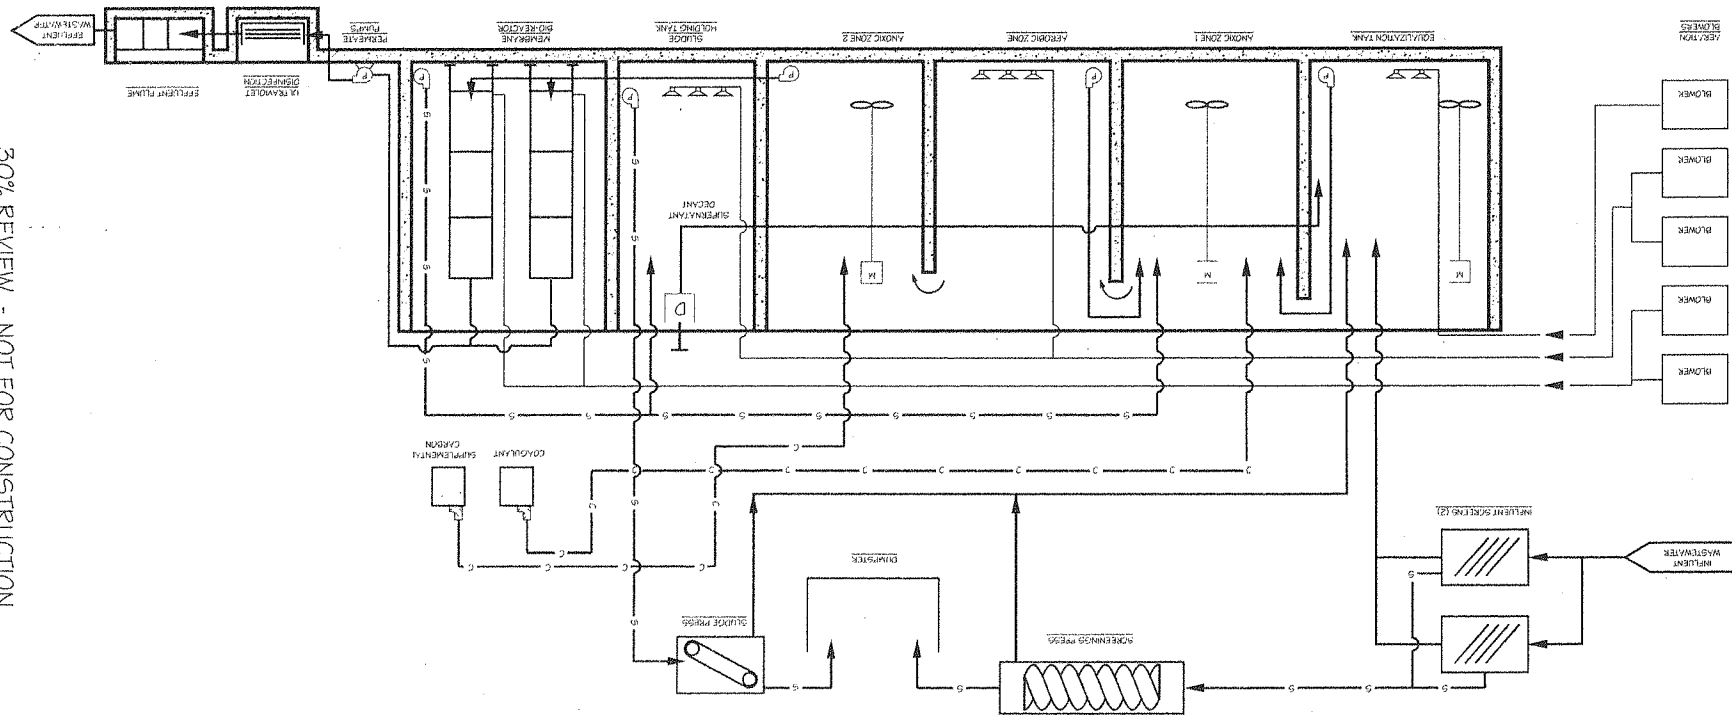 S S S S S
SCREENINGS PRESS
SLUDGE PRESS
DUMPSTER
INFLUENT
WASTEWATER
INFLUENT SCREENS (2)
S
C C C C
COAGULANT
SUPPLEMENTAL
CARBON
C C C C C C C C
S S S S S S S
BLOWER
BLOWER
BLOWER
BLOWER
BLOWER
AERATION
BLOWERS
D
M
M
M
SUPERNATANT
DECANT
P
P
P
P
P
P
EQUALIZATION TANK
ANOXIC ZONE 1
AEROBIC ZONE
ANOXIC ZONE 2
SLUDGE
HOLDING TANK
MEMBRANE
BIO-REACTOR
PERMEATE
PUMPS
ULTRAVIOLET
DISINFECTION
EFFLUENT FLUME
EFFLUENT
WASTEWATER
30% REVIEW - NOT FOR CONSTRUCTION